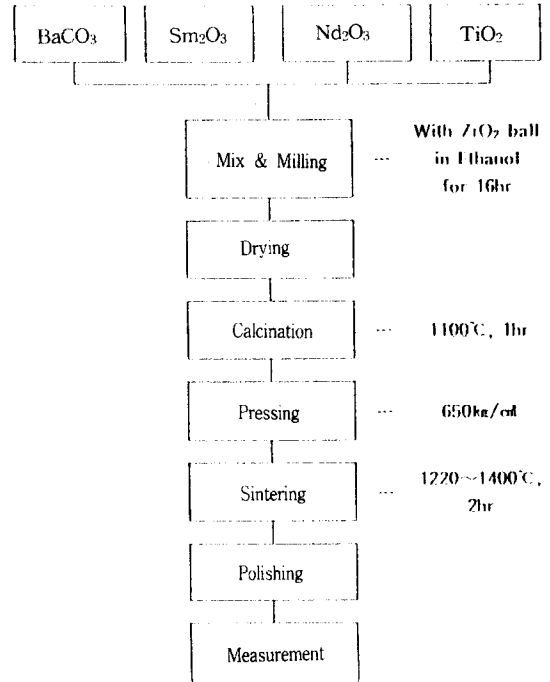 BaCO₃ Sm₂O₃ Nd₂O₃ TiO₂
Mix & Milling ... With ZrO₂ ball
in Ethanol
for 16hr
Drying
Calcination ... 1100℃, 1hr
Pressing ... 650㎏/㎠
Sintering ... 1220~1400℃,
2hr
Polishing
Measurement